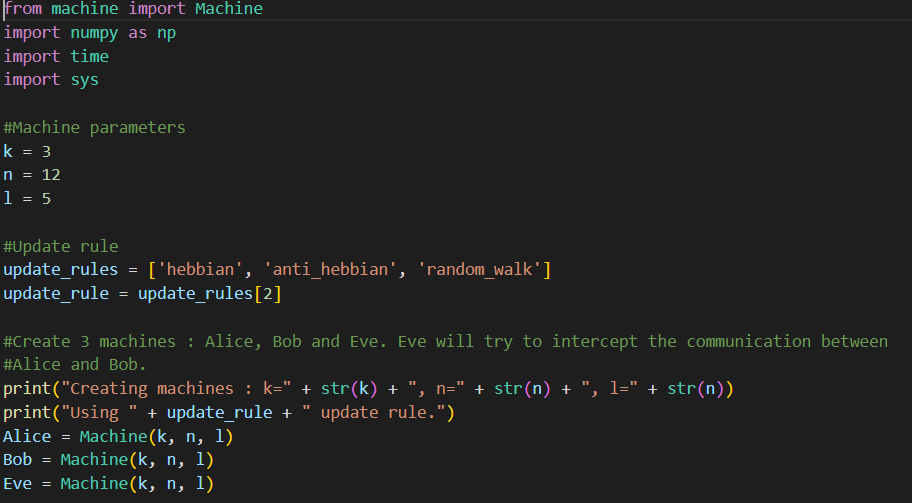 from machine import Machine
import numpy as np
import time
import sys
#Machine parameters
k = 3
n = 12
l = 5
#Update rule
update_rules = ['hebbian', 'anti_hebbian', 'random_walk']
update_rule = update_rules[2]
#Create 3 machines : Alice, Bob and Eve. Eve will try to intercept the communication between
#Alice and Bob.
print("Creating machines : k=" + str(k) + ", n=" + str(n) + ", l=" + str(n))
print("Using " + update_rule + " update rule.")
Alice = Machine(k, n, l)
Bob = Machine(k, n, l)
Eve = Machine(k, n, l)